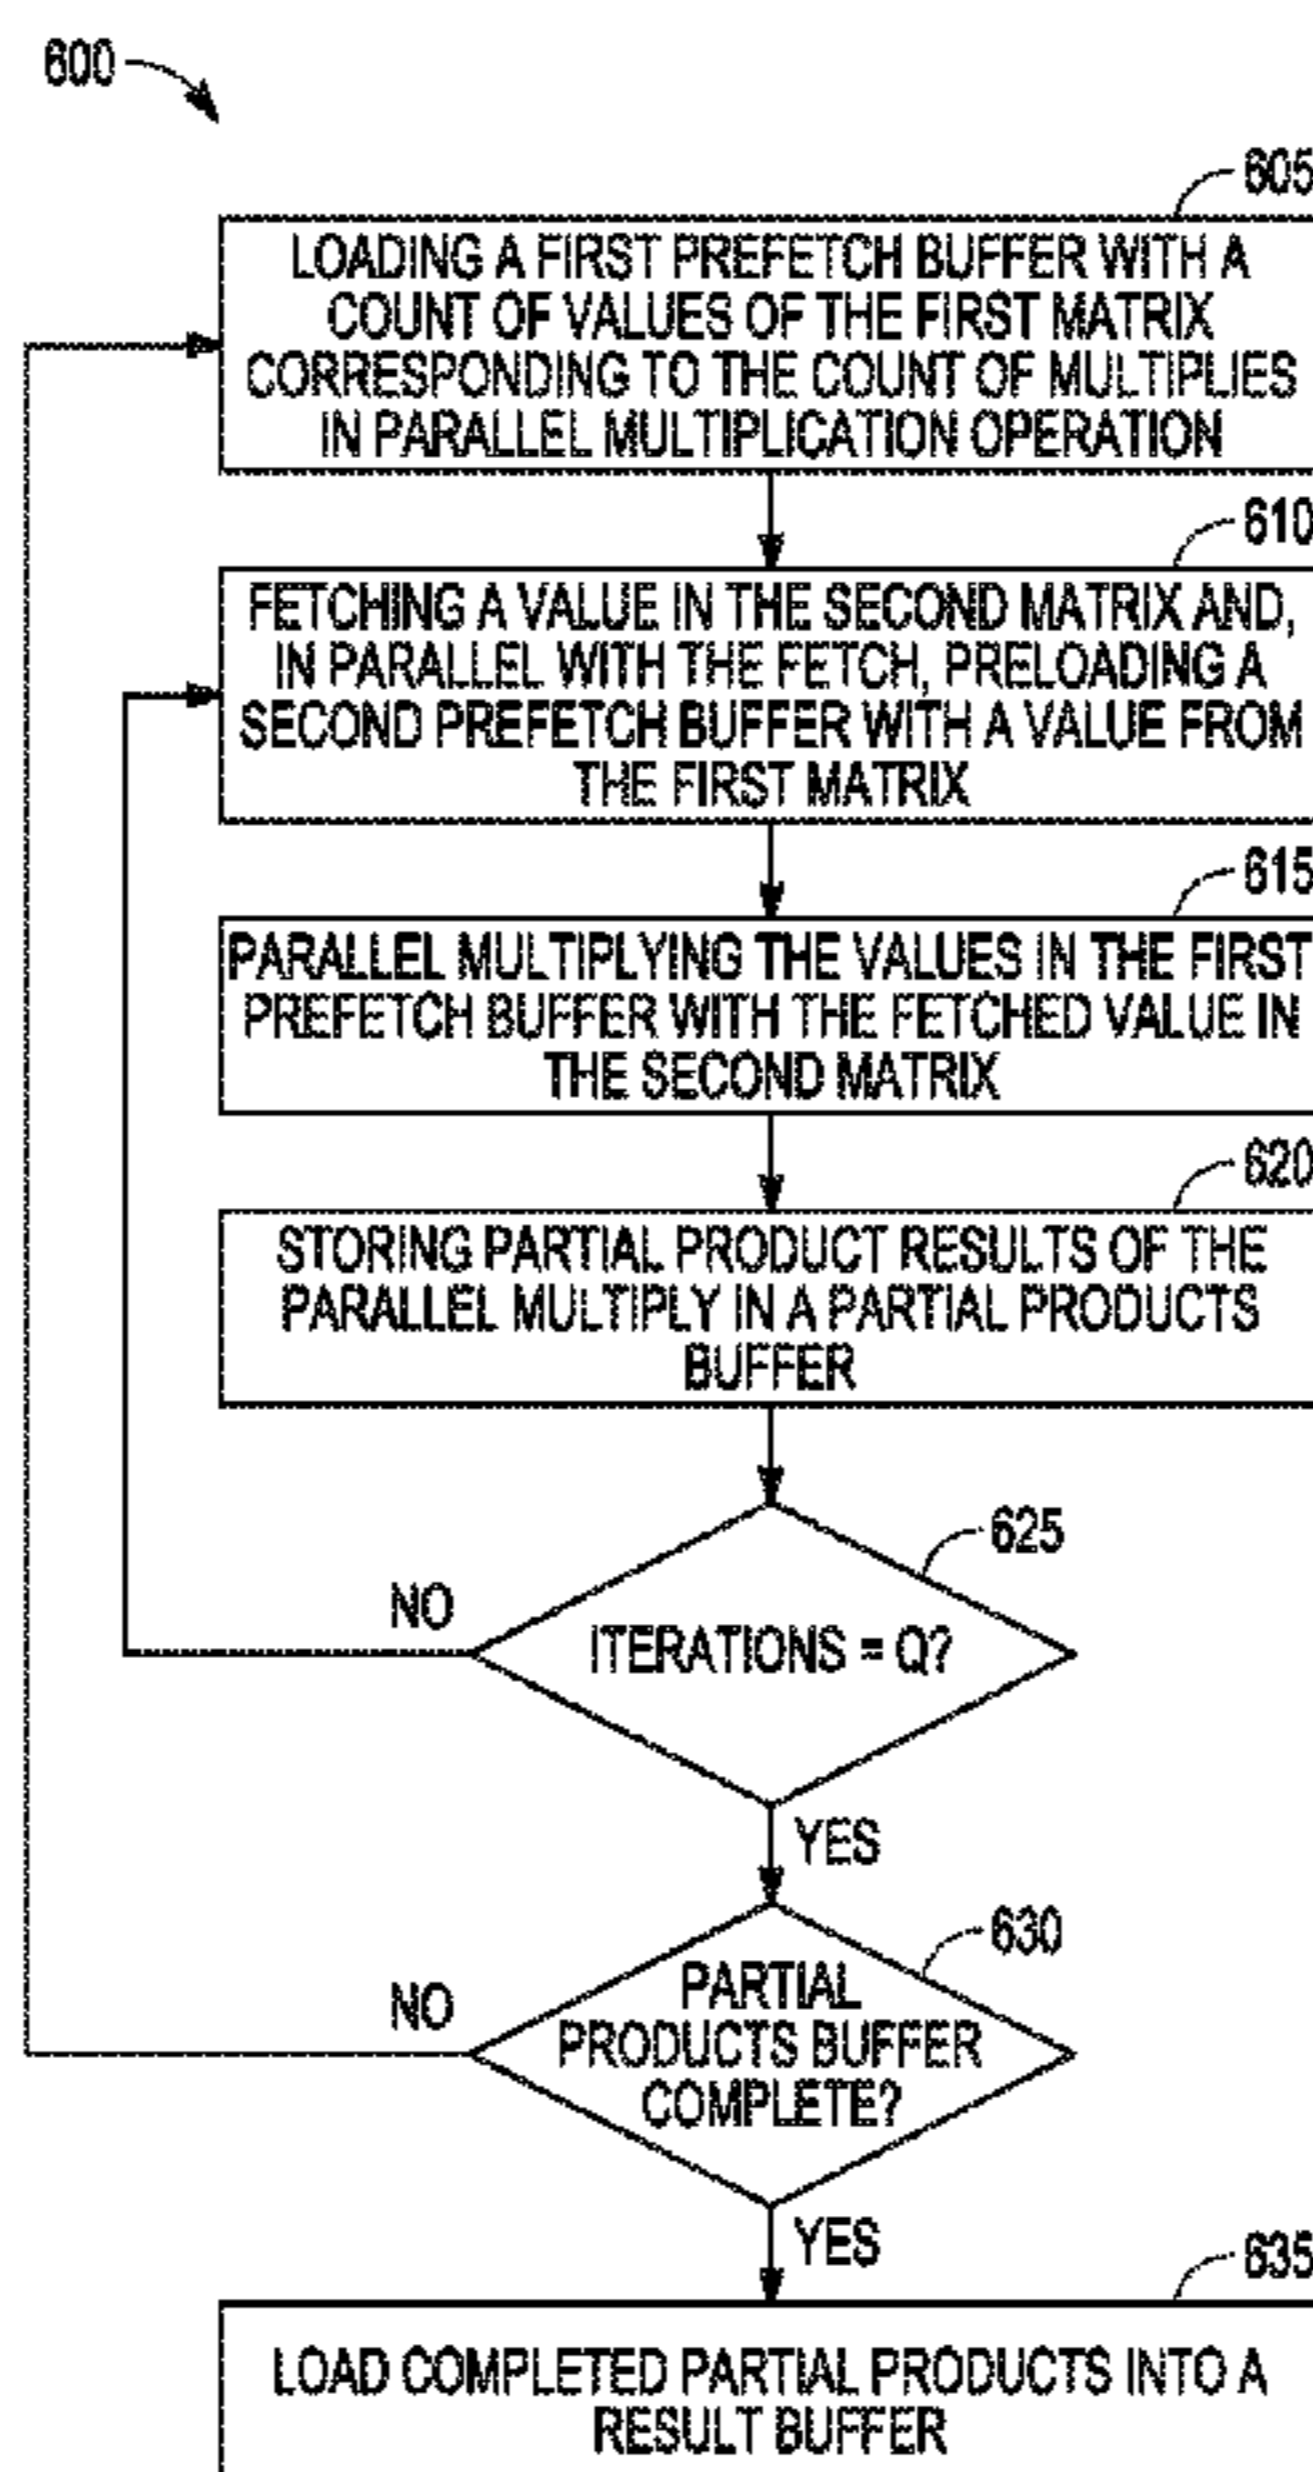 600
605
LOADING A FIRST PREFETCH BUFFER WITH A
COUNT OF VALUES OF THE FIRST MATRIX
CORRESPONDING TO THE COUNT OF MULTIPLIES
IN PARALLEL MULTIPLICATION OPERATION
610
FETCHING A VALUE IN THE SECOND MATRIX AND,
IN PARALLEL WITH THE FETCH, PRELOADING A
SECOND PREFETCH BUFFER WITH A VALUE FROM
THE FIRST MATRIX
615
PARALLEL MULTIPLYING THE VALUES IN THE FIRST
PREFETCH BUFFER WITH THE FETCHED VALUE IN
THE SECOND MATRIX
620
STORING PARTIAL PRODUCT RESULTS OF THE
PARALLEL MULTIPLY IN A PARTIAL PRODUCTS
BUFFER
625
NO
ITERATIONS = Q?
YES
630
NO
PARTIAL
PRODUCTS BUFFER
COMPLETE?
YES
635
LOAD COMPLETED PARTIAL PRODUCTS INTO A
RESULT BUFFER